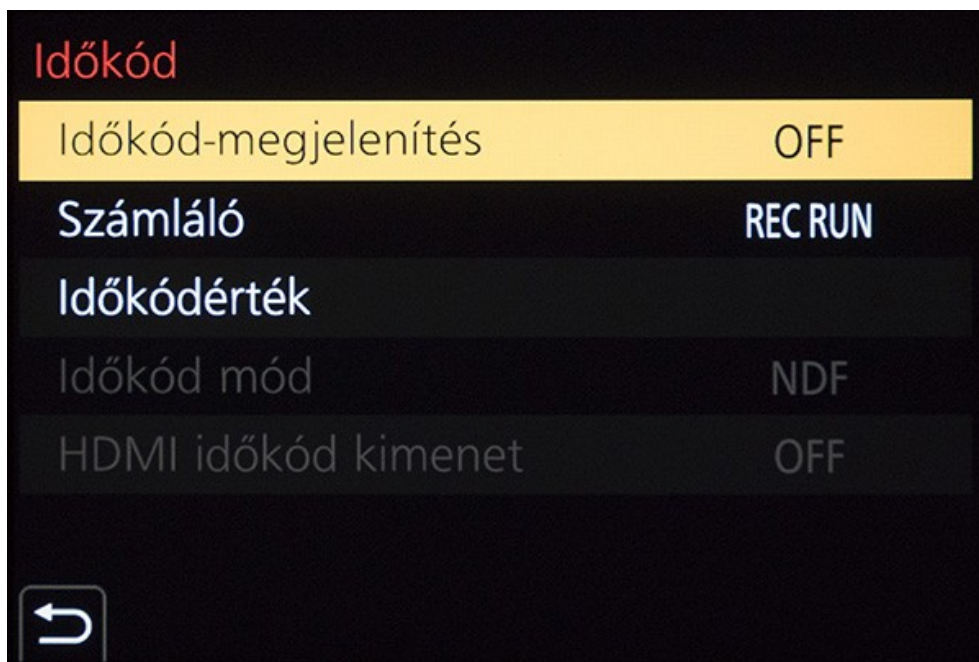 Időkód
Időkód-megjelenítés OFF
Számláló REC RUN
Időkódérték
Időkód mód NDF
HDMI időkód kimenet OFF